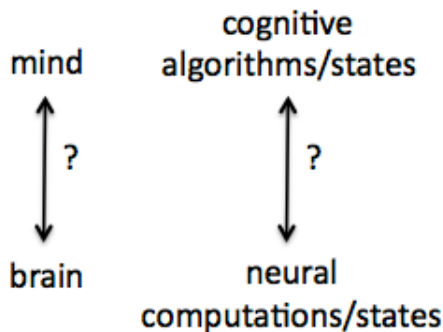 cognitive
mind algorithms/states
? ?
brain neural
computations/states